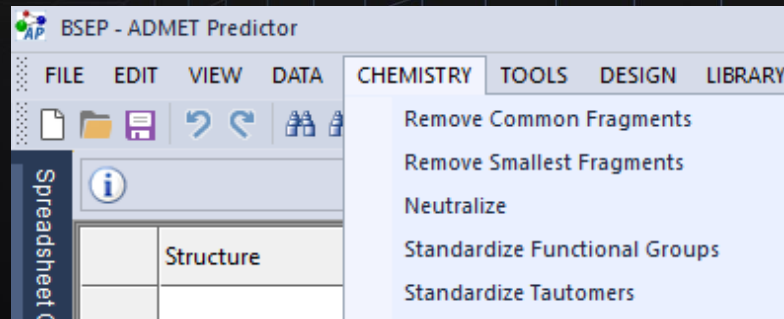 AP BSEP - ADMET Predictor
FILE EDIT VIEW DATA CHEMISTRY TOOLS DESIGN LIBRARY
Remove Common Fragments
Remove Smallest Fragments
Neutralize
Standardize Functional Groups
Standardize Tautomers
Spreadsheet
i
Structure